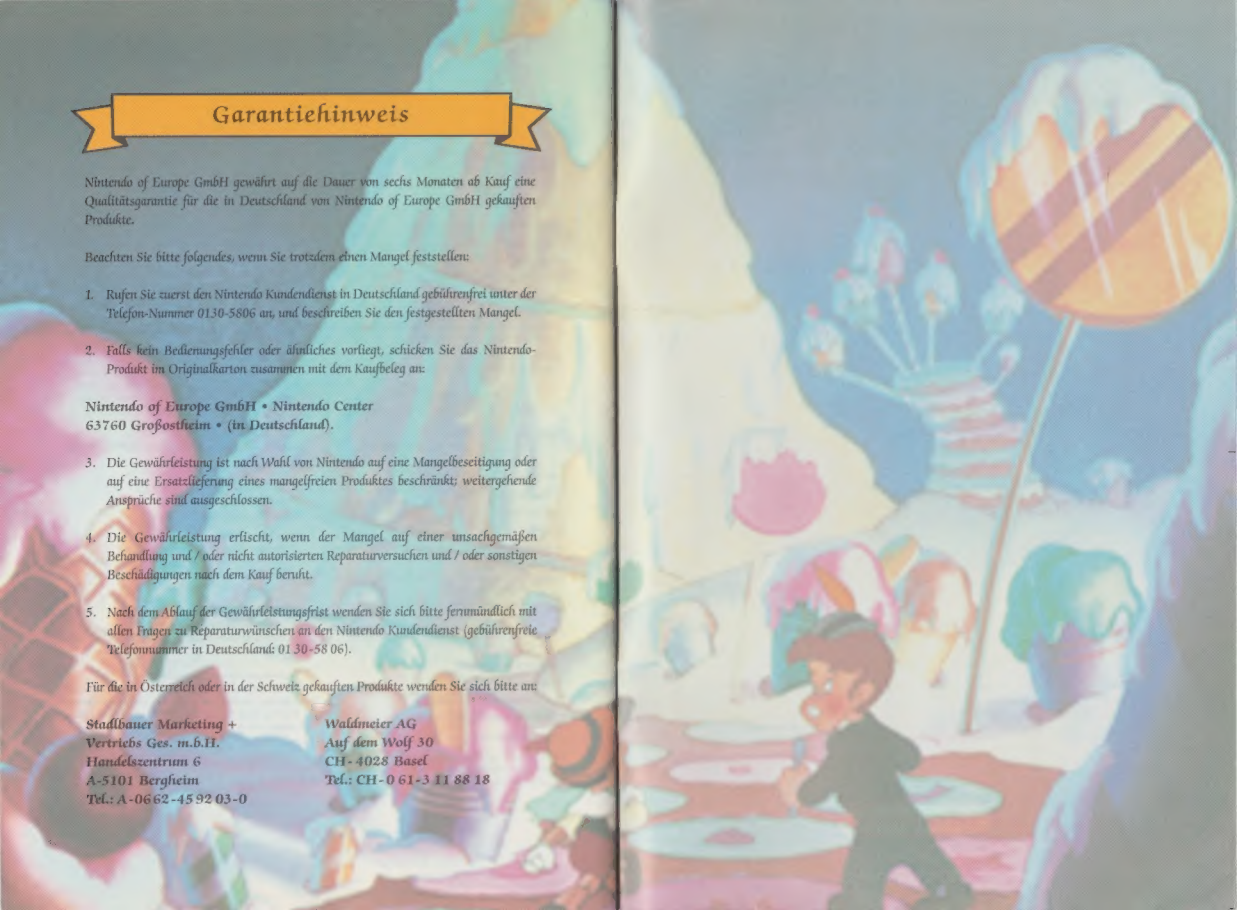 Garantiehinweis
Nintendo of Europe GmbH gewährt auf die Dauer von sechs Monaten ab Kauf eine
Qualitätsgarantie für die in Deutschland von Nintendo of Europe GmbH gekauften
Produkte.
Beachten Sie bitte folgendes, wenn Sie trotzdem einen Mangel feststellen:
1. Rufen Sie zuerst den Nintendo Kundendienst in Deutschland gebührenfrei unter der
Telefon-Nummer 0130-5806 an, und beschreiben Sie den festgestellten Mangel.
2. Falls kein Bedienungsfehler oder ähnliches vorliegt, schicken Sie das Nintendo-
Produkt im Originalkarton zusammen mit dem Kaufbeleg an:
Nintendo of Europe GmbH • Nintendo Center
63760 Großostheim • (in Deutschland).
3. Die Gewährleistung ist nach Wahl von Nintendo auf eine Mangelbeseitigung oder
auf eine Ersatzlieferung eines mangelfreien Produktes beschränkt; weitergehende
Ansprüche sind ausgeschlossen.
4. Die Gewährleistung erlischt, wenn der Mangel auf einer unsachgemäßen
Behandlung und / oder nicht autorisierten Reparaturversuchen und / oder sonstigen
Beschädigungen nach dem Kauf beruht.
5. Nach dem Ablauf der Gewährleistungsfrist wenden Sie sich bitte fernmündlich mit
allen Fragen zu Reparaturwünschen an den Nintendo Kundendienst (gebührenfreie
Telefonnummer in Deutschland: 01 30-58 06).
Für die in Österreich oder in der Schweiz gekauften Produkte wenden Sie sich bitte an:
Stadlbauer Marketing +
Vertriebs Ges. m.b.H.
Handelszentrum 6
A-5101 Bergheim
Tel.: A-06 62-45 92 03-0
Waldmeier AG
Auf dem Wolf 30
CH-4028 Basel
Tel.: CH-0 61-3 11 88 18